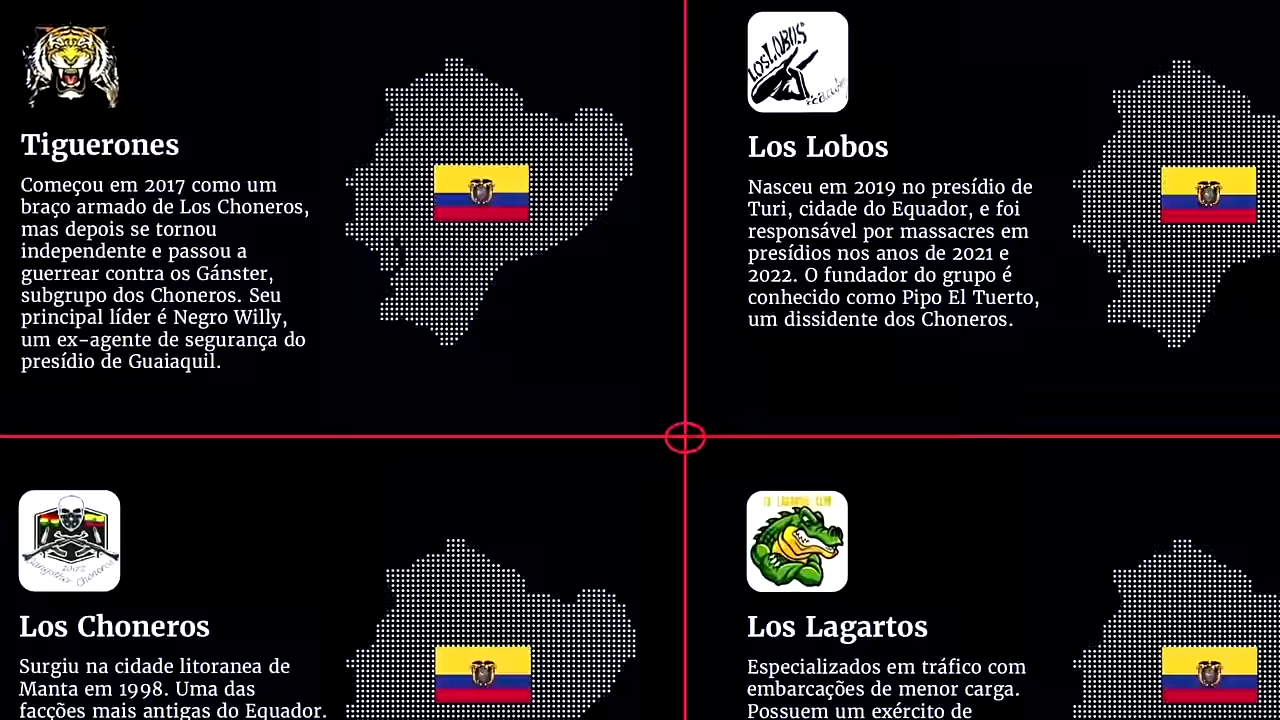 Tiguerones
Começou em 2017 como um
braço armado de Los Choneros,
mas depois se tornou
independente e passou a
guerrear contra os Gánster,
subgrupo dos Choneros. Seu
principal líder é Negro Willy,
um ex-agente de segurança do
presídio de Guaiaquil.
LOS LOBOS
Los Lobos
Nasceu em 2019 no presídio de
Turi, cidade do Equador, e foi
responsável por massacres em
presídios nos anos de 2021 e
2022. O fundador do grupo é
conhecido como Pipo El Tuerto,
um dissidente dos Choneros.
Choneros
Los Choneros
Surgiu na cidade litoranea de
Manta em 1998. Uma das
facções mais antigas do Equador.
Los Lagartos
Especializados em tráfico com
embarcações de menor carga.
Possuem um exército de